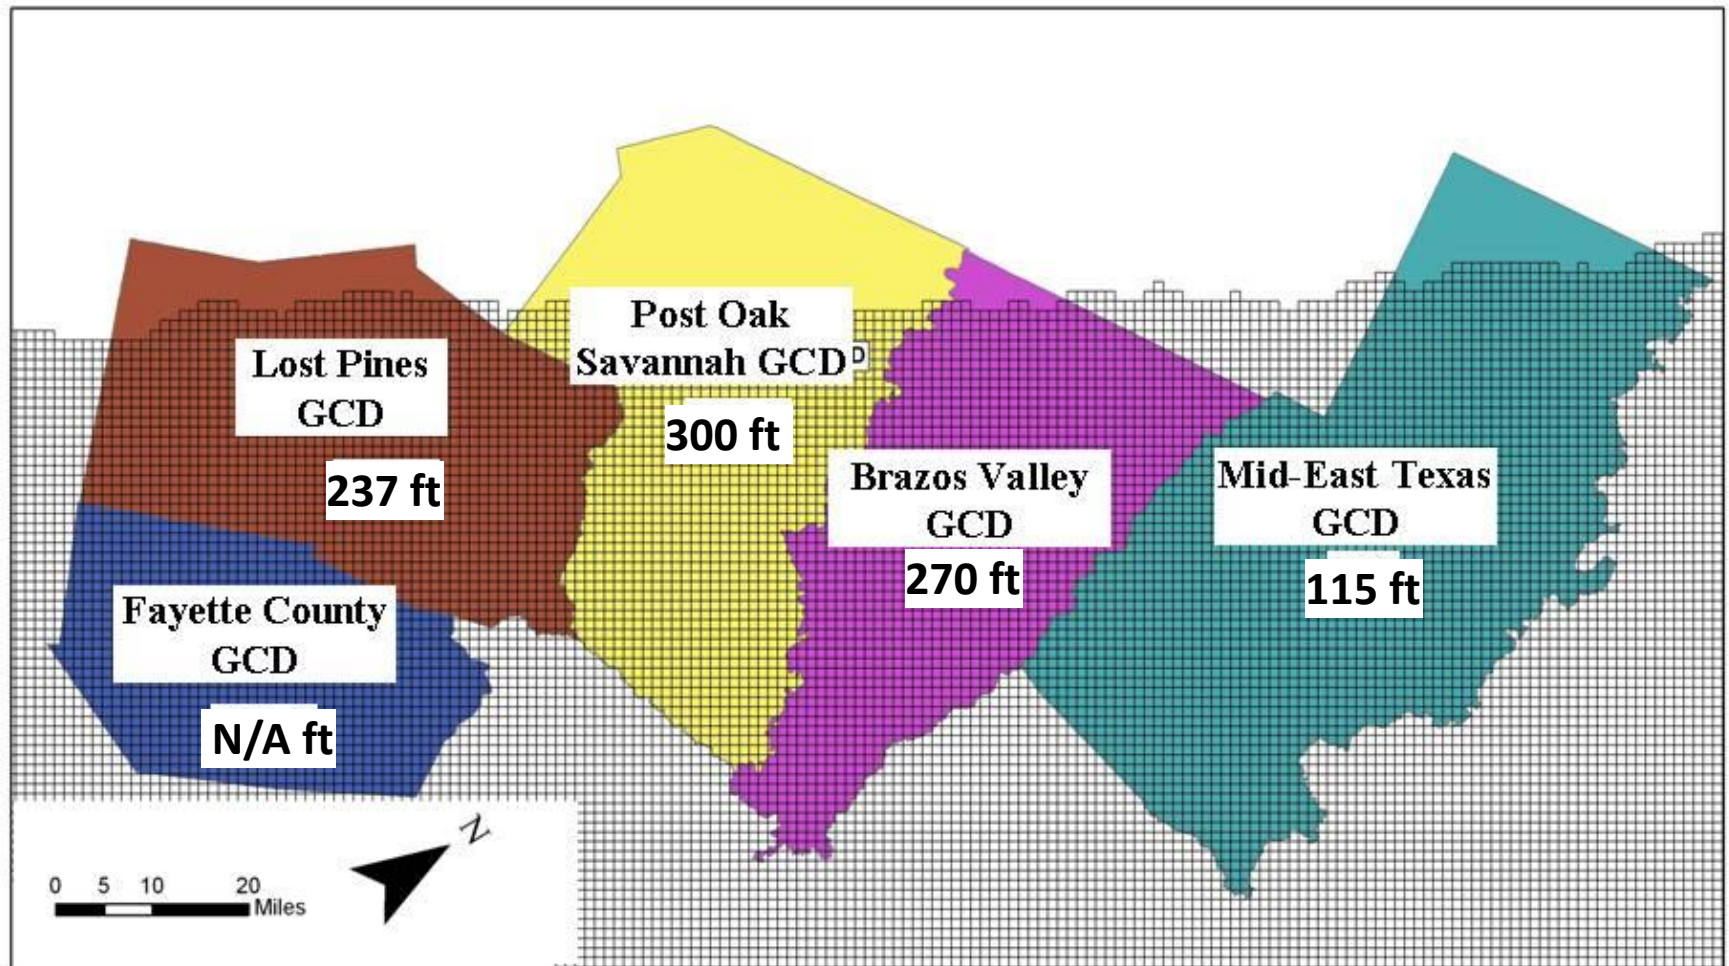 Post Oak
Savannah GCD
D
300 ft
Lost Pines
GCD
237 ft
Brazos Valley
GCD
270 ft
Mid-East Texas
GCD
115 ft
Fayette County
GCD
N/A ft
N
0 5 10 20
Miles